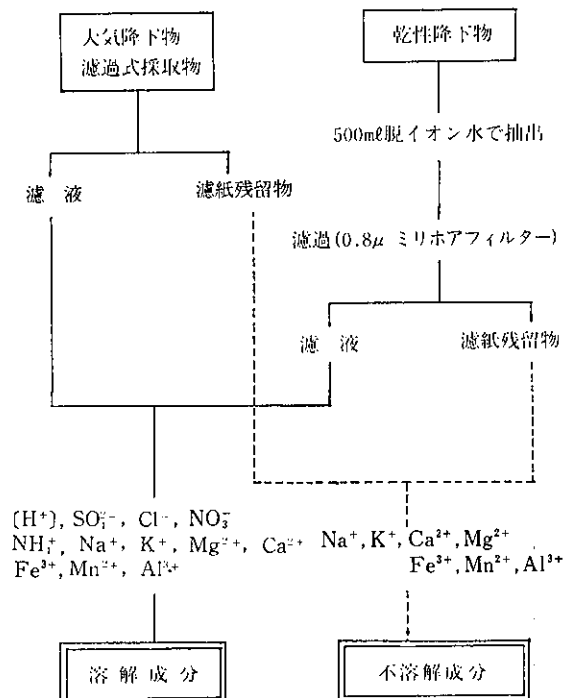 大気降下物
濾過式採取物
乾性降下物
500mℓ脱イオン水で抽出
濾 液
濾紙残留物
濾過(0.8μ ミリホアフィルター)
濾 液
濾紙残留物
[H⁺], SO₄²⁻, Cl⁻, NO₃⁻
NH₄⁺, Na⁺, K⁺, Mg²⁺, Ca²⁺
Fe³⁺, Mn²⁺, Al³⁺
Na⁺, K⁺, Ca²⁺, Mg²⁺
Fe³⁺, Mn²⁺, Al³⁺
溶 解 成 分
不溶解成分